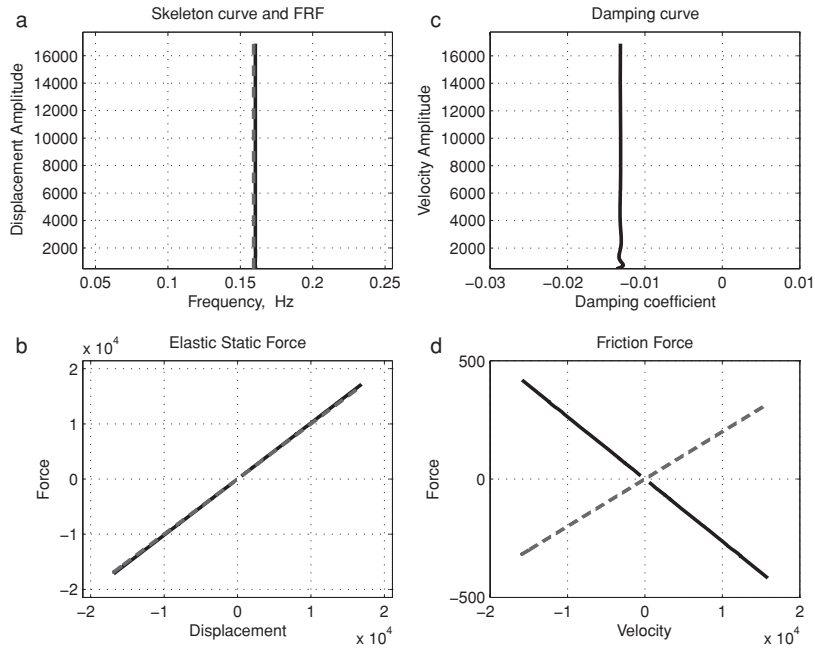 a
Skeleton curve and FRF
Displacement Amplitude
16000
14000
12000
10000
8000
6000
4000
2000
0.05
0.1
0.15
0.2
0.25
Frequency, Hz
c
Damping curve
Velocity Amplitude
16000
14000
12000
10000
8000
6000
4000
2000
−0.03
−0.02
−0.01
0
0.01
Damping coefficient
b
x 10^4
Elastic Static Force
Force
2
1
0
−1
−2
−2
−1
0
1
2
Displacement
x 10^4
d
Friction Force
Force
500
0
−500
−2
−1
0
1
2
Velocity
x 10^4